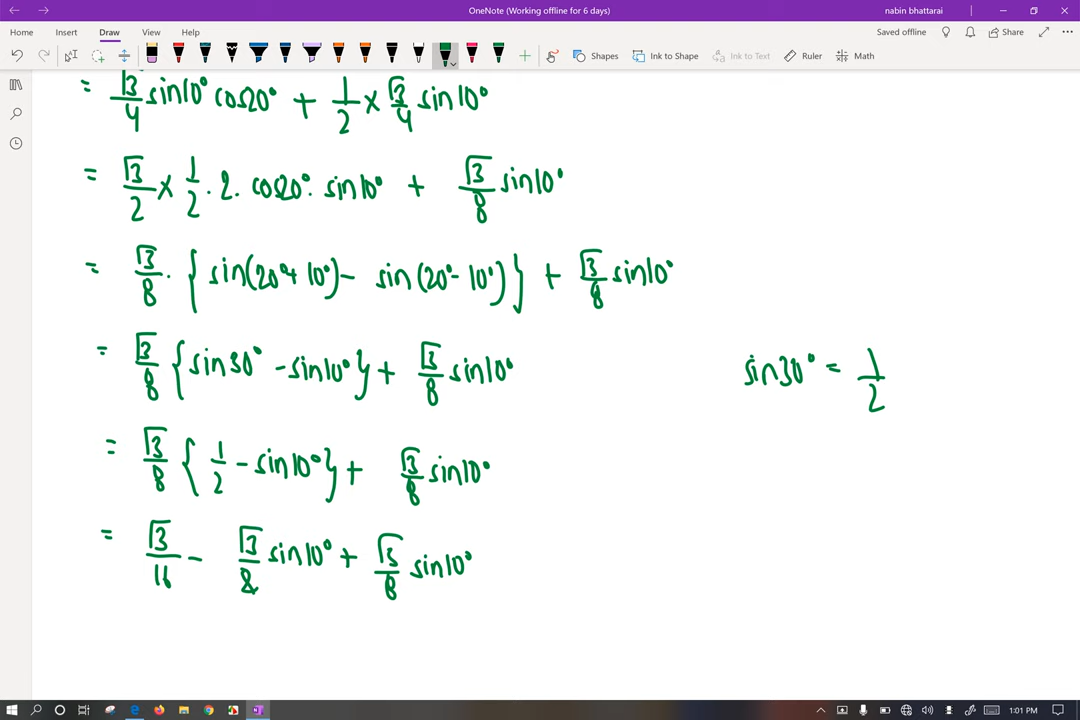 OneNote (Working offline for 6 days)
nabin bhattarai
Home Insert Draw View Help
Saved offline Share
Shapes Ink to Shape Ink to Text Ruler Math
= √3/4 sin10° cos20° + 1/2 × √3/4 sin10°
= √3/2 × 1/2 . 2. cos20°. sin10° + √3/8 sin10°
= √3/8 . { sin(20°+10°) - sin(20°-10°)} + √3/8 sin10°
= √3/8 {sin30° - sin10°} + √3/8 sin10°
sin30° = 1/2
= √3/8 { 1/2 - sin10°} + √3/8 sin10°
= √3/16 - √3/8 sin10° + √3/8 sin10°
1:01 PM